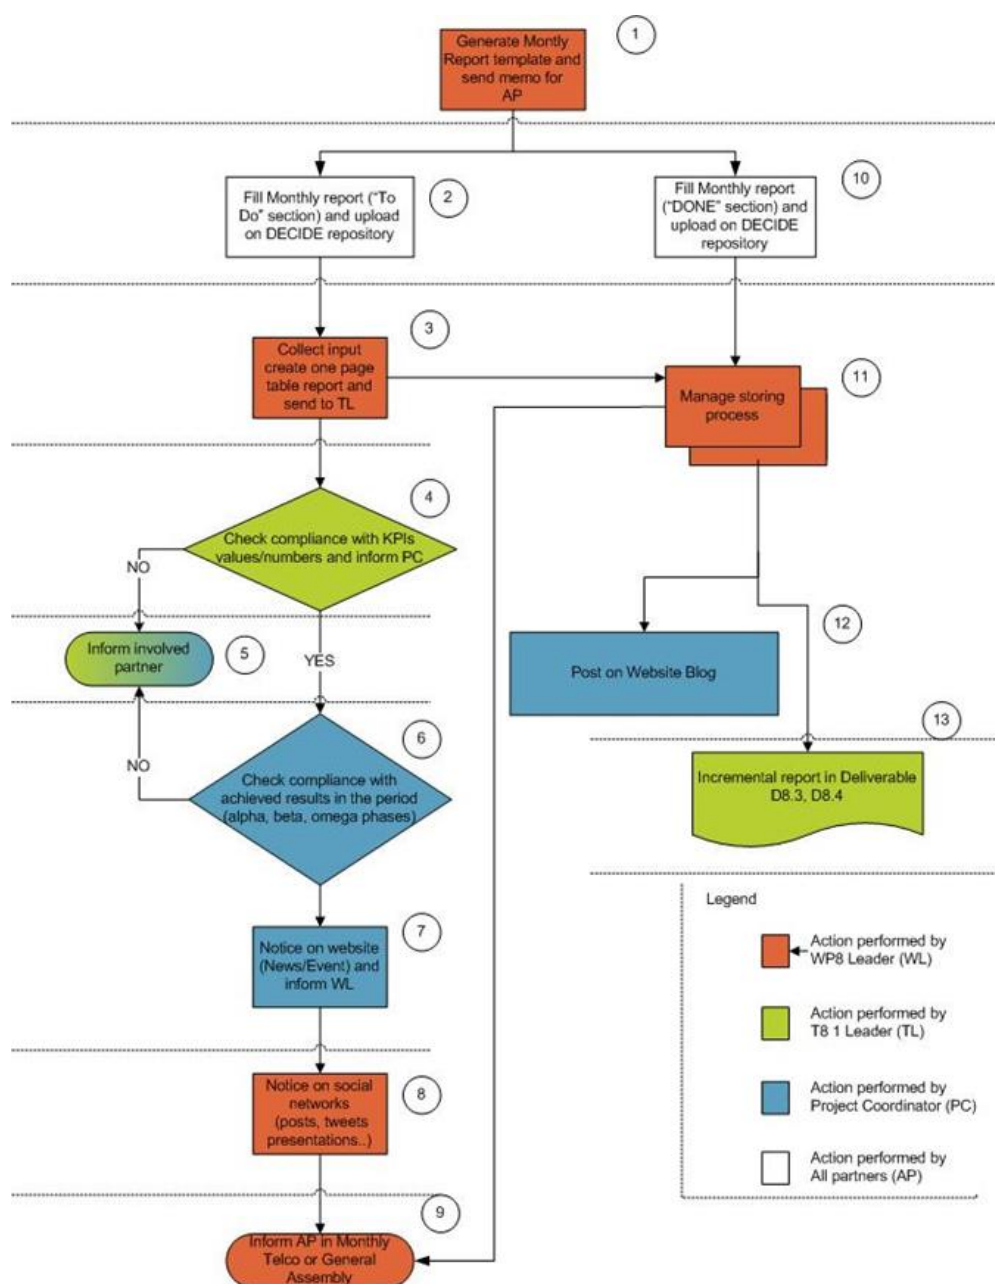 1
Generate Montly
Report template and
send memo for
AP
2
Fill Monthly report (“To
Do” section) and upload
on DECIDE repository
10
Fill Monthly report
(“DONE” section) and
upload on DECIDE
repository
3
Collect input
create one page
table report and
send to TL
11
Manage storing
process
4
Check compliance with KPIs
values/numbers and inform PC
NO
YES
5
Inform involved
partner
12
Post on Website Blog
6
Check compliance with
achieved results in the period
(alpha, beta, omega phases)
NO
13
Incremental report in Deliverable
D8.3, D8.4
7
Notice on website
(News/Event) and
inform WL
8
Notice on social
networks
(posts, tweets
presentations..)
9
Inform AP in Monthly
Telco or General
Assembly
Legend
Action performed by
WP8 Leader (WL)
Action performed by
T8 1 Leader (TL)
Action performed by
Project Coordinator (PC)
Action performed by
All partners (AP)